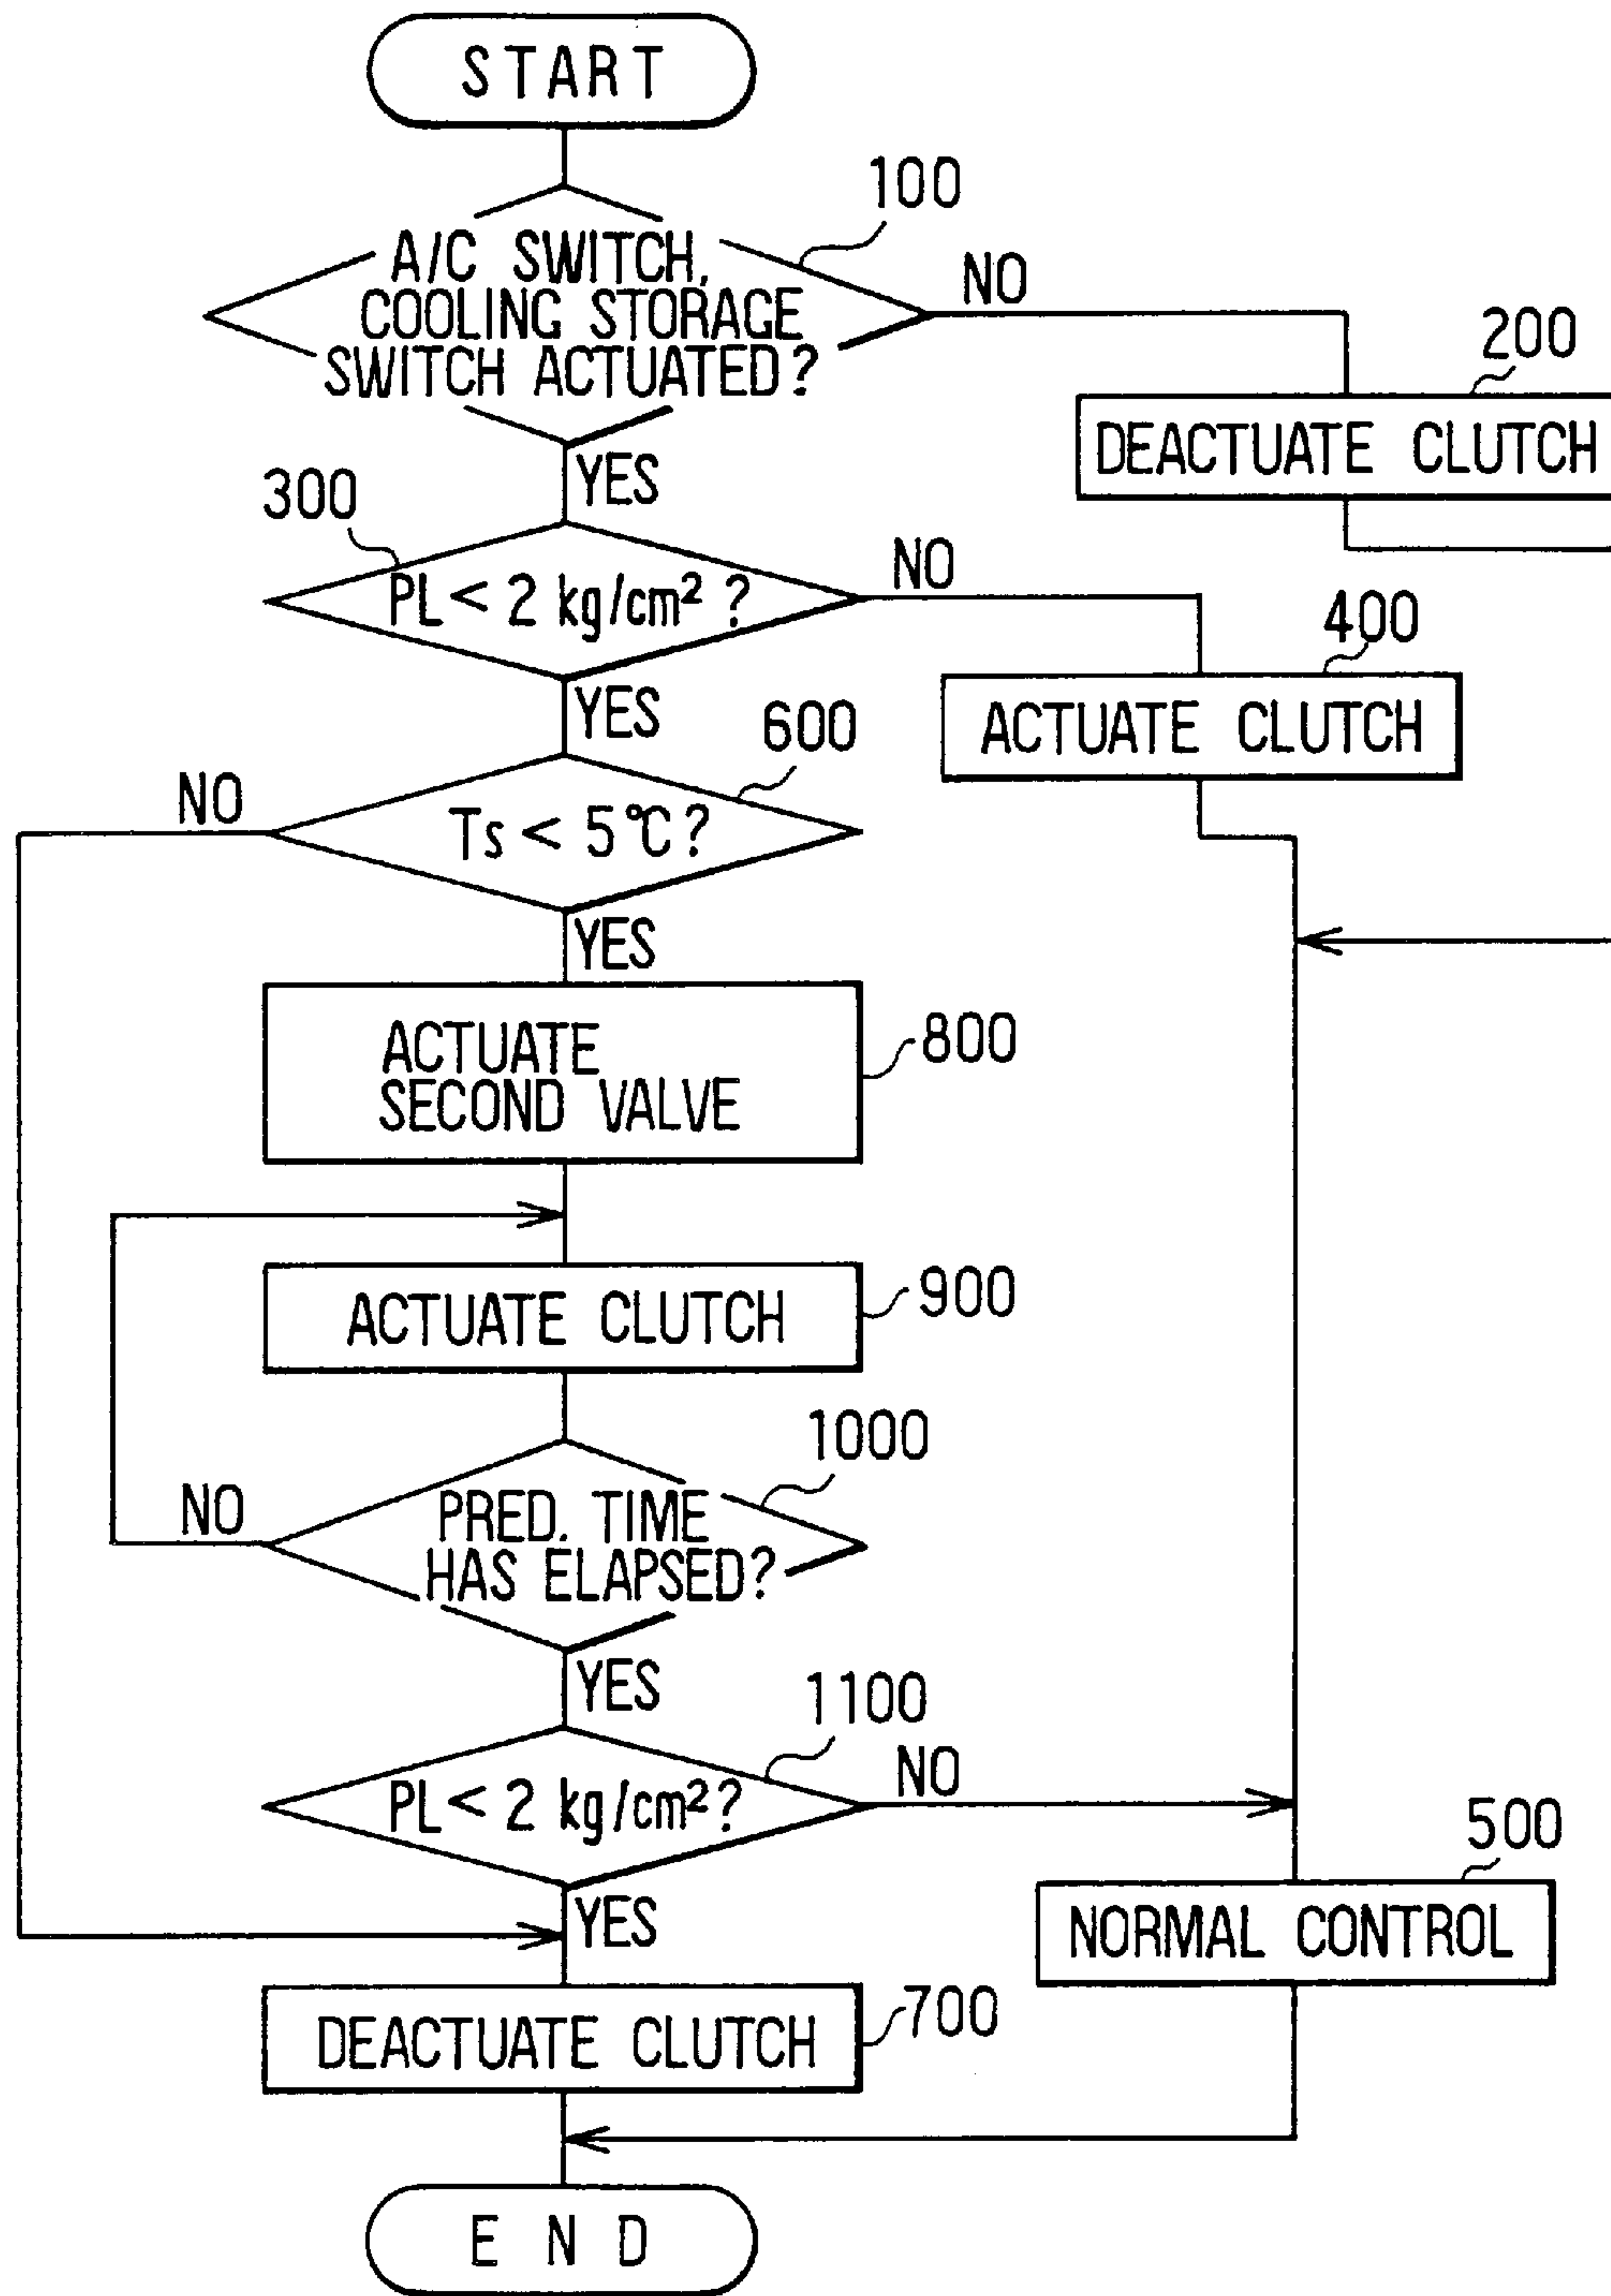 START
100
A/C SWITCH,
COOLING STORAGE
SWITCH ACTUATED?
NO
200
DEACTUATE CLUTCH
YES
300
PL < 2 kg/cm² ?
NO
400
ACTUATE CLUTCH
YES
600
NO
Ts < 5°C?
YES
ACTUATE
SECOND VALVE
800
ACTUATE CLUTCH
900
1000
NO
PRED. TIME
HAS ELAPSED?
YES
1100
PL < 2 kg/cm²?
NO
500
NORMAL CONTROL
YES
DEACTUATE CLUTCH
700
END